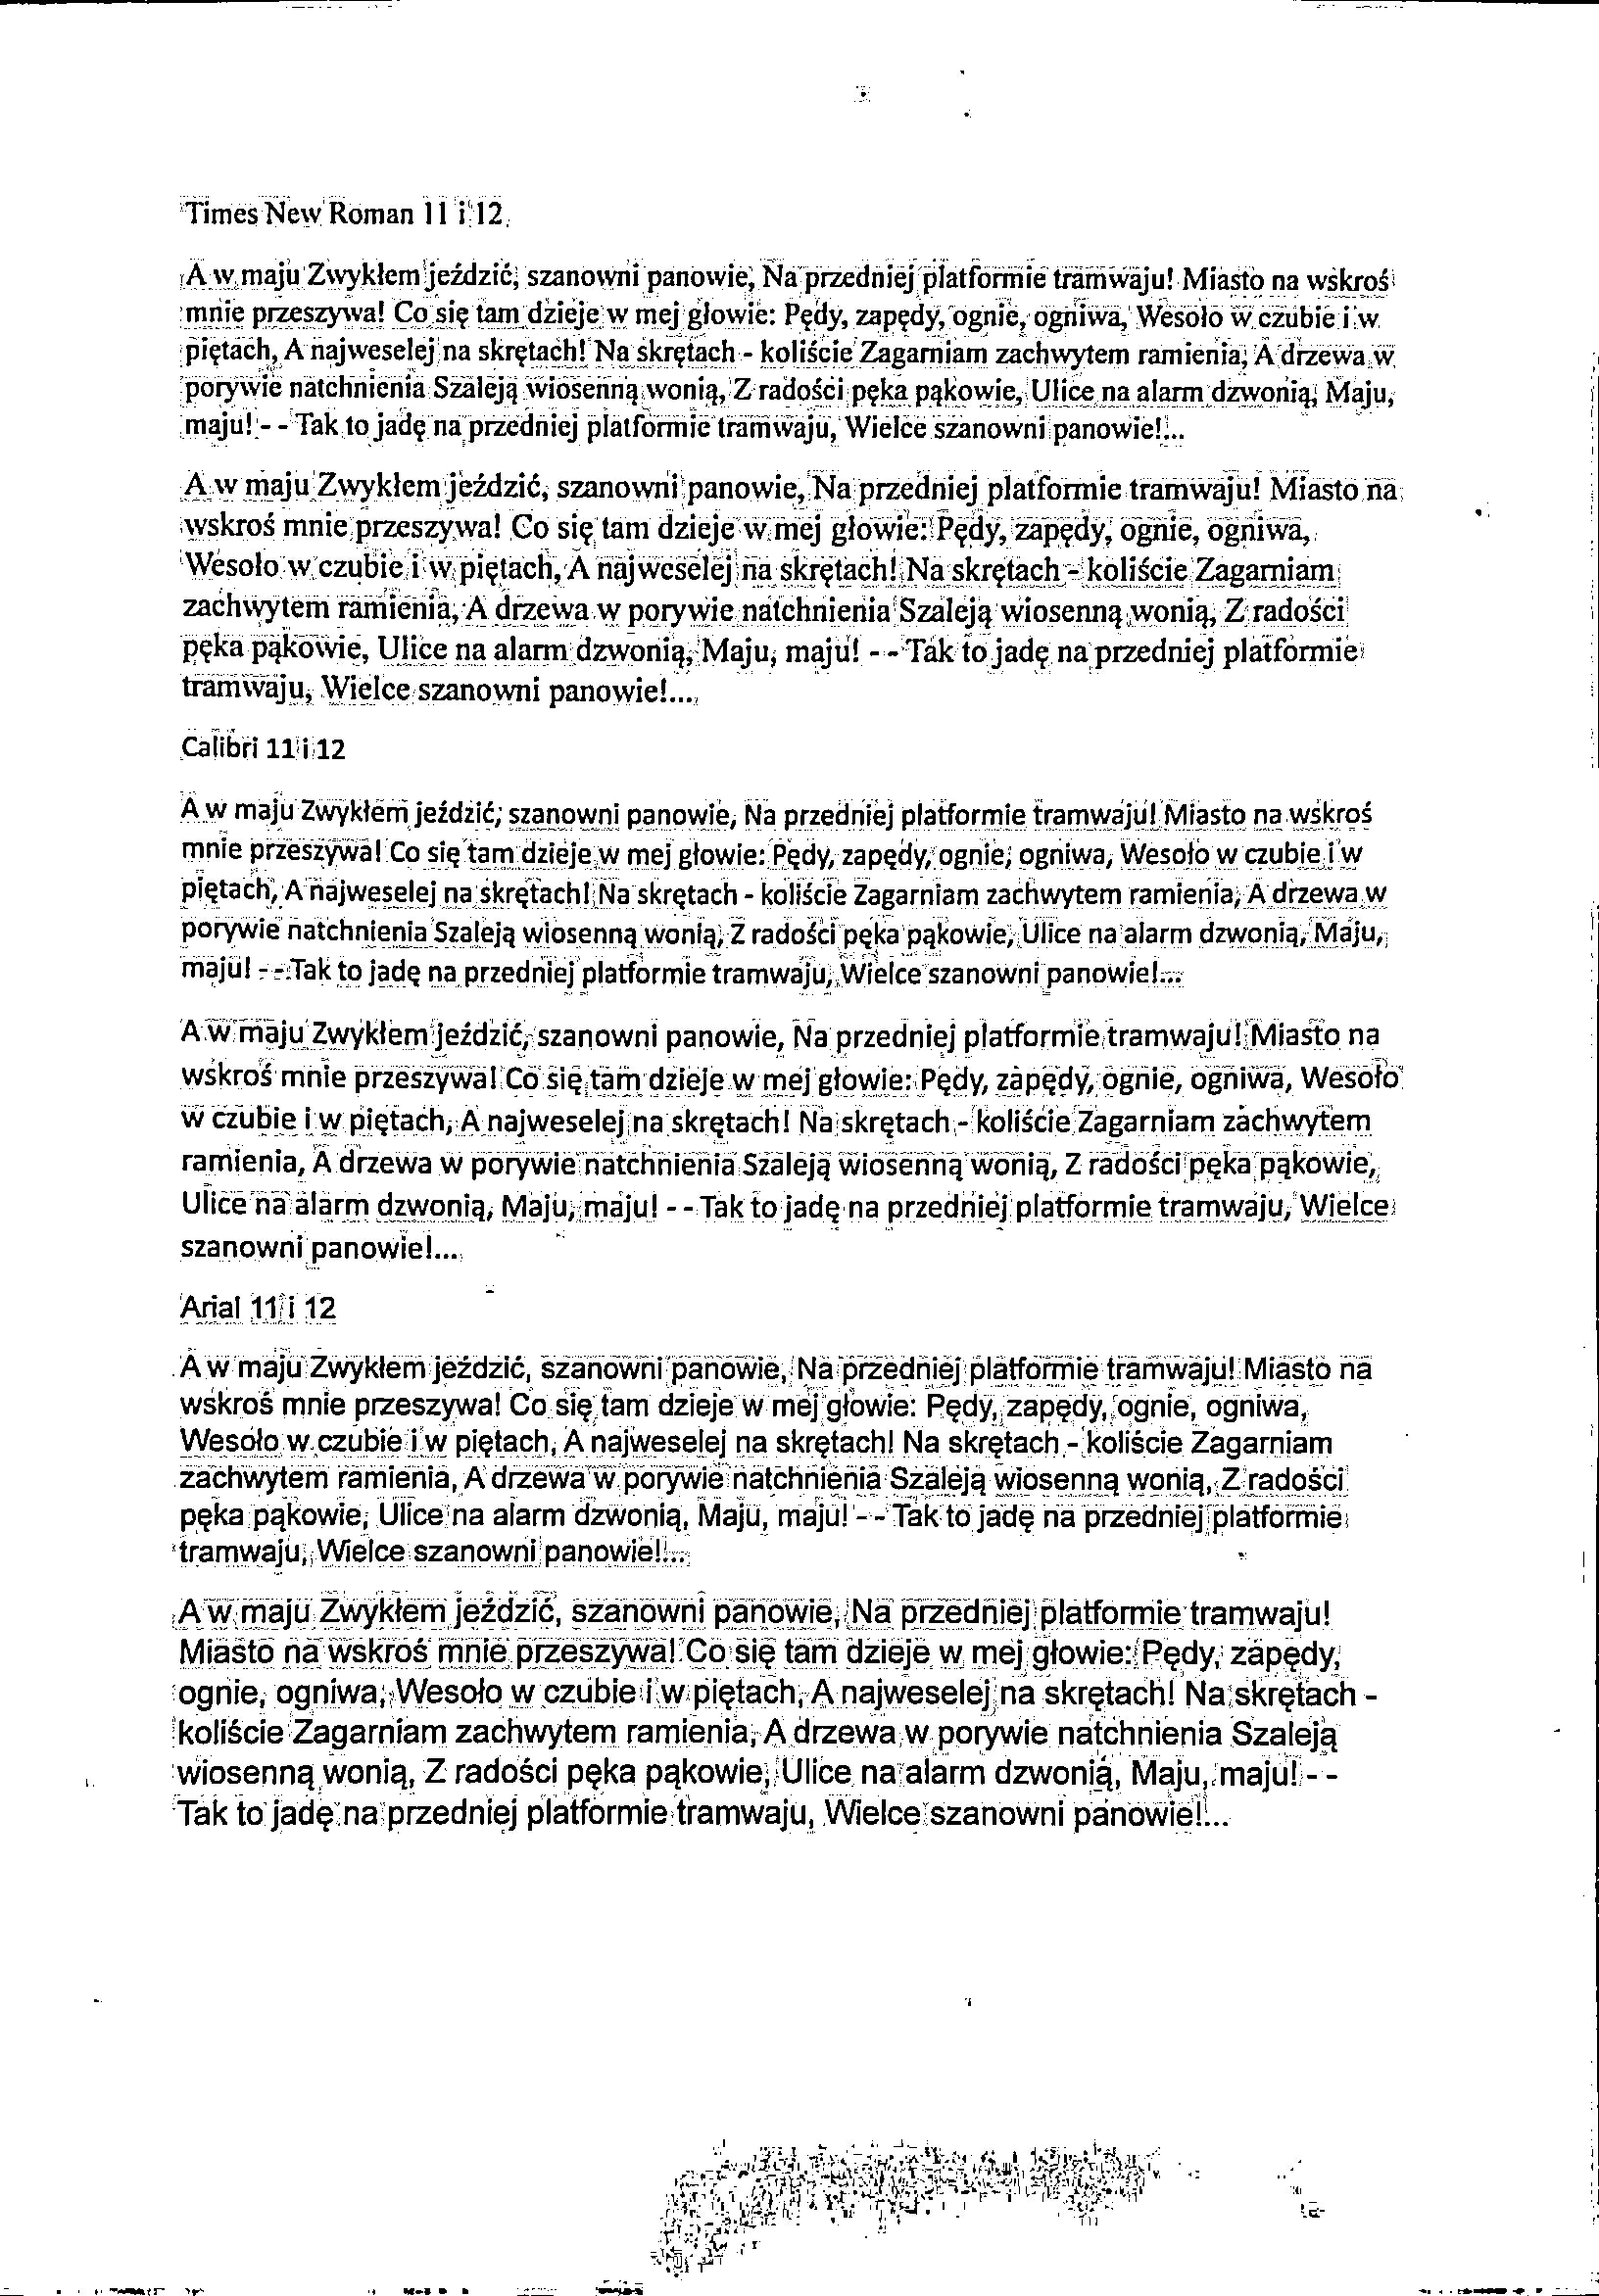 Times New Roman 11 i 12
A w maju Zwykłem jeździć, szanowni panowie, Na przedniej platformie tramwaju! Miasto na wskroś
mnie przeszywa! Co się tam dzieje w mej głowie: Pędy, zapędy, ognie, ogniwa, Wesoło w czubie i w
piętach, A najweselej na skrętach! Na skrętach - koliście Zagarniam zachwytem ramienia, A drzewa w
porywie natchnienia Szaleją wiosenną wonią, Z radości pęka pąkowie, Ulice na alarm dzwonią, Maju,
maju! - - Tak to jadę na przedniej platformie tramwaju, Wielce szanowni panowie!...
A w maju Zwykłem jeździć, szanowni panowie, Na przedniej platformie tramwaju! Miasto na
wskroś mnie przeszywa! Co się tam dzieje w mej głowie: Pędy, zapędy, ognie, ogniwa,
Wesoło w czubie i w piętach, A najweselej na skrętach! Na skrętach - koliście Zagarniam
zachwytem ramienia, A drzewa w porywie natchnienia Szaleją wiosenną wonią, Z radości
pęka pąkowie, Ulice na alarm dzwonią, Maju, maju! - - Tak to jadę na przedniej platformie
tramwaju, Wielce szanowni panowie!...
Calibri 11 i 12
A w maju Zwykłem jeździć, szanowni panowie, Na przedniej platformie tramwaju! Miasto na wskroś
mnie przeszywa! Co się tam dzieje w mej głowie: Pędy, zapędy, ognie, ogniwa, Wesoło w czubie i w
piętach, A najweselej na skrętach! Na skrętach - koliście Zagarniam zachwytem ramienia, A drzewa w
porywie natchnienia Szaleją wiosenną wonią, Z radości pęka pąkowie, Ulice na alarm dzwonią, Maju,
maju! - - Tak to jadę na przedniej platformie tramwaju, Wielce szanowni panowie!...
A w maju Zwykłem jeździć, szanowni panowie, Na przedniej platformie tramwaju! Miasto na
wskroś mnie przeszywa! Co się tam dzieje w mej głowie: Pędy, zapędy, ognie, ogniwa, Wesoło
w czubie i w piętach, A najweselej na skrętach! Na skrętach - koliście Zagarniam zachwytem
ramienia, A drzewa w porywie natchnienia Szaleją wiosenną wonią, Z radości pęka pąkowie,
Ulice na alarm dzwonią, Maju, maju! - - Tak to jadę na przedniej platformie tramwaju, Wielce
szanowni panowie!...
Arial 11 i 12
A w maju Zwykłem jeździć, szanowni panowie, Na przedniej platformie tramwaju! Miasto na
wskroś mnie przeszywa! Co się tam dzieje w mej głowie: Pędy, zapędy, ognie, ogniwa,
Wesoło w czubie i w piętach, A najweselej na skrętach! Na skrętach - koliście Zagarniam
zachwytem ramienia, A drzewa w porywie natchnienia Szaleją wiosenną wonią, Z radości
pęka pąkowie, Ulice na alarm dzwonią, Maju, maju! - - Tak to jadę na przedniej platformie
tramwaju, Wielce szanowni panowie!...
A w maju Zwykłem jeździć, szanowni panowie, Na przedniej platformie tramwaju!
Miasto na wskroś mnie przeszywa! Co się tam dzieje w mej głowie: Pędy, zapędy,
ognie, ogniwa, Wesoło w czubie i w piętach, A najweselej na skrętach! Na skrętach -
koliście Zagarniam zachwytem ramienia, A drzewa w porywie natchnienia Szaleją
wiosenną wonią, Z radości pęka pąkowie, Ulice na alarm dzwonią, Maju, maju! - -
Tak to jadę na przedniej platformie tramwaju, Wielce szanowni panowie!...